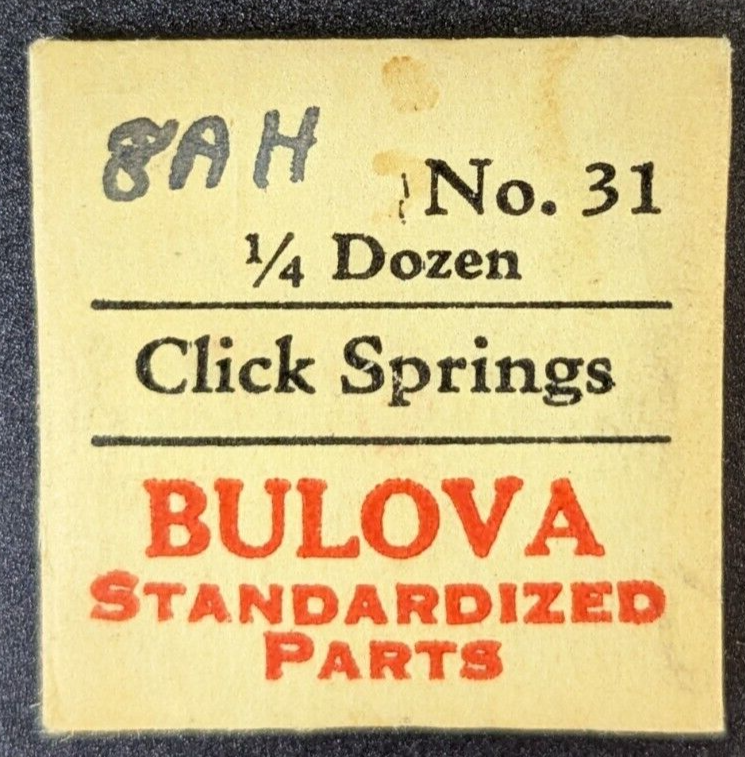 8AH
No. 31
¼ Dozen
Click Springs
BULOVA
STANDARDIZED
PARTS